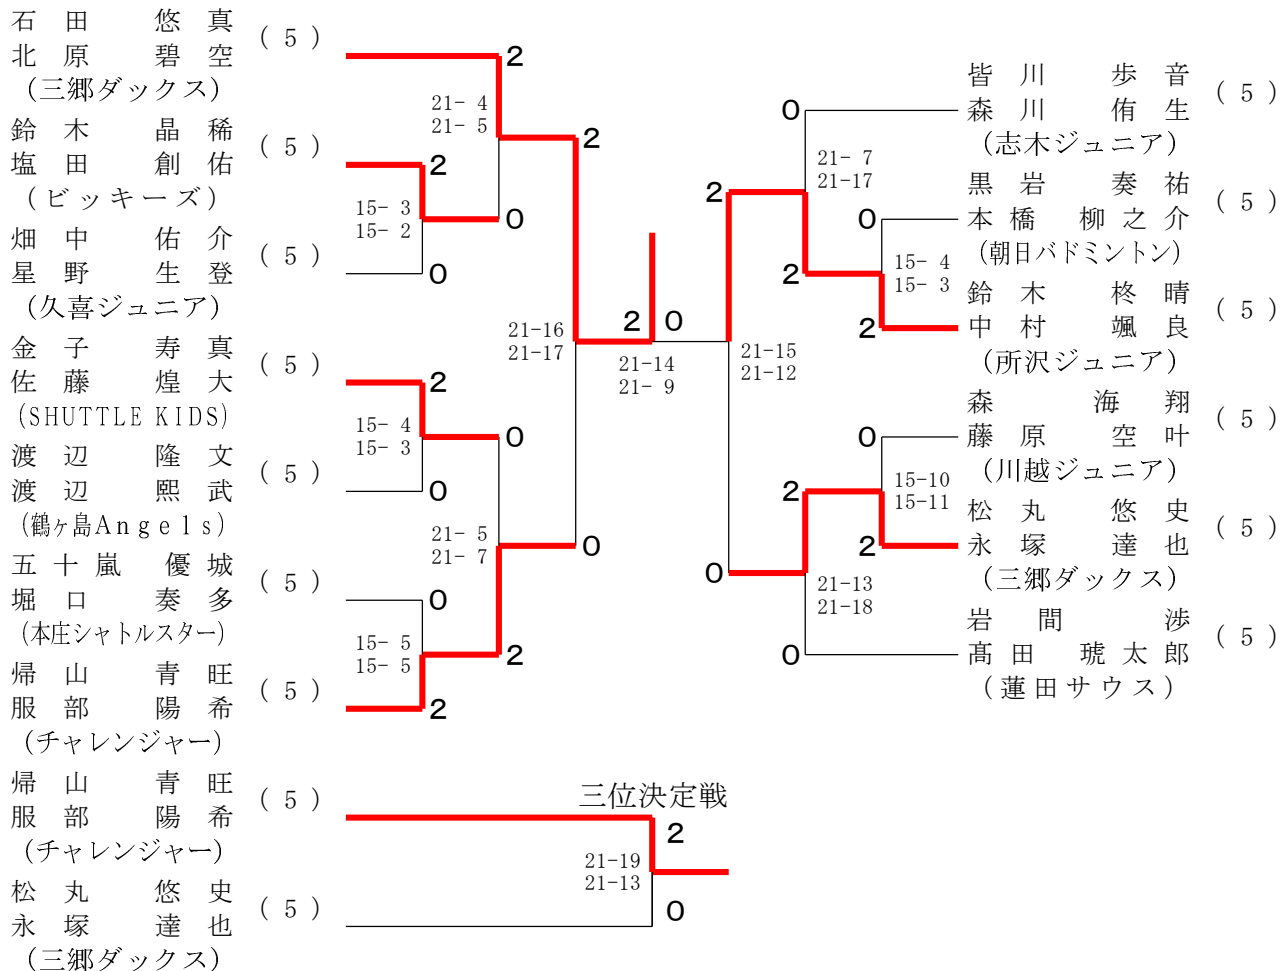 石田 悠真
北原 碧空
(三郷ダックス)
( 5 )
鈴木 晶稀
塩田 創佑
(ビッキーズ)
( 5 )
畑中 佑介
星野 生登
(久喜ジュニア)
( 5 )
金子 寿真
佐藤 煌大
(SHUTTLE KIDS)
( 5 )
渡辺 隆文
渡辺 熙武
(鶴ヶ島Angels)
( 5 )
五十嵐 優城
堀口 奏多
(本庄シャトルスター)
( 5 )
帰山 青旺
服部 陽希
(チャレンジャー)
( 5 )
2
21- 4
21- 5
0
2
15- 3
15- 2
0
2
21-16
21-17
0
2
15- 4
15- 3
0
0
21- 5
21- 7
2
0
15- 5
15- 5
2
2
0
21-14
21- 9
皆川 歩音
森川 侑生
(志木ジュニア)
( 5 )
黒岩 奏祐
本橋 柳之介
(朝日バドミントン)
( 5 )
鈴木 柊晴
中村 颯良
(所沢ジュニア)
( 5 )
森 海翔
藤原 空叶
(川越ジュニア)
( 5 )
松丸 悠史
永塚 達也
(三郷ダックス)
( 5 )
岩間 渉
髙田 琥太郎
(蓮田サウス)
( 5 )
0
21- 7
21-17
2
0
15- 4
15- 3
2
2
21-15
21-12
0
0
15-10
15-11
2
2
21-13
21-18
0
三位決定戦
帰山 青旺
服部 陽希
(チャレンジャー)
( 5 )
松丸 悠史
永塚 達也
(三郷ダックス)
( 5 )
2
21-19
21-13
0